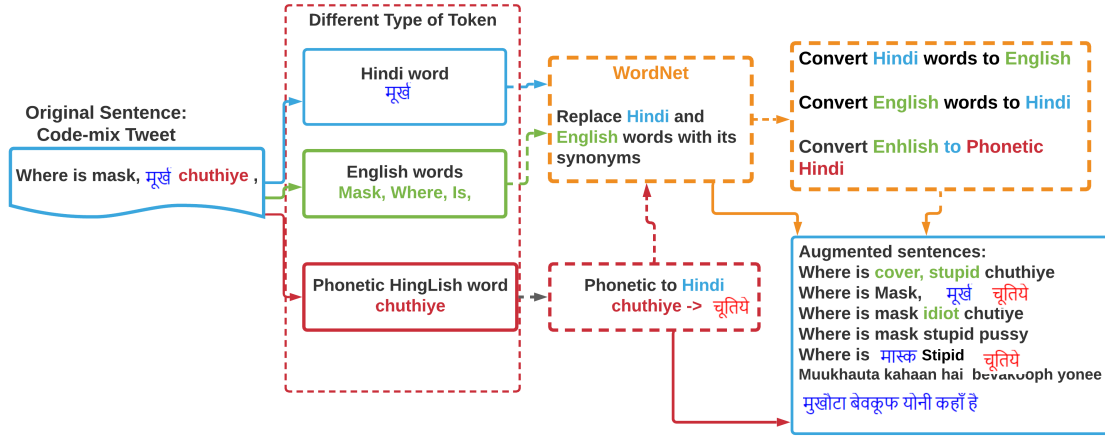 Original Sentence:
Code-mix Tweet
Where is mask, मूर्ख chuthiye ,
Different Type of Token
Hindi word
मूर्ख
English words
Mask, Where, Is,
Phonetic HingLish word
chuthiye
WordNet
Replace Hindi and
English words with its
synonyms
Phonetic to Hindi
chuthiye -> चूतिये
Convert Hindi words to English
Convert English words to Hindi
Convert Enhlish to Phonetic
Hindi
Augmented sentences:
Where is cover, stupid chuthiye
Where is Mask, मूर्ख चूतिये
Where is mask idiot chutiye
Where is mask stupid pussy
Where is मास्क Stipid चूतिये
Muukhauta kahaan hai bevakooph yonee
मुखौटा बेवकूफ योनी कहाँ है